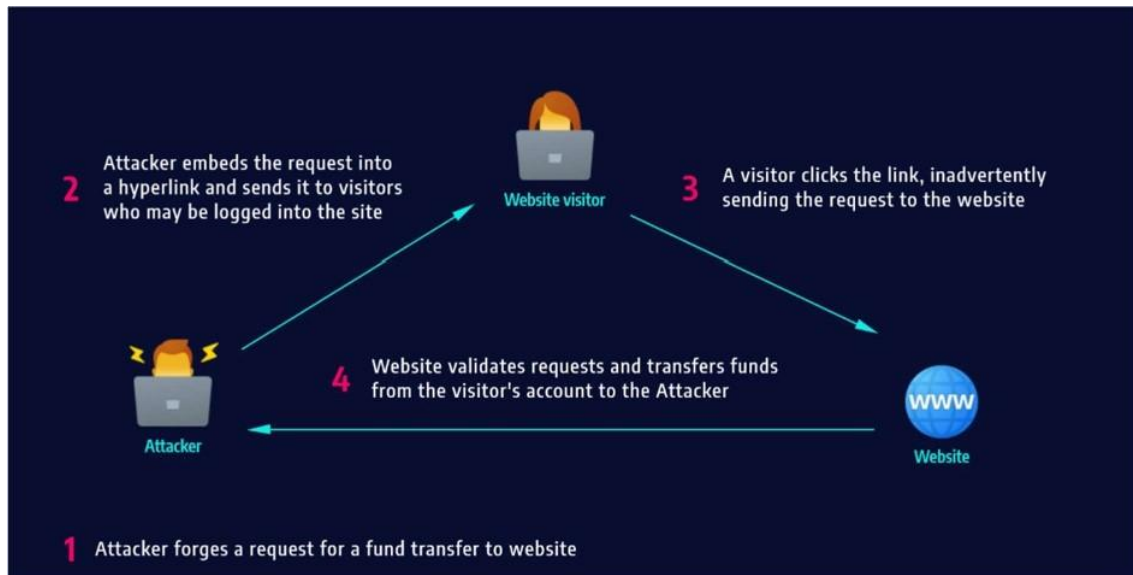 2 Attacker embeds the request into
a hyperlink and sends it to visitors
who may be logged into the site
Website visitor
3 A visitor clicks the link, inadvertently
sending the request to the website
4 Website validates requests and transfers funds
from the visitor's account to the Attacker
Attacker
WWW
Website
1 Attacker forges a request for a fund transfer to website